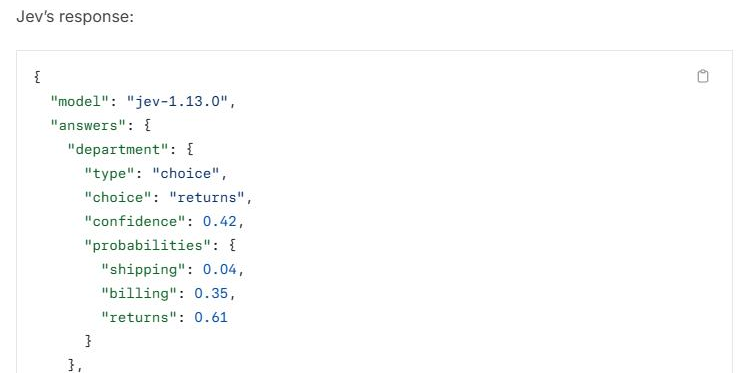 Jev’s response:
{
  "model": "jev-1.13.0",
  "answers": {
    "department": {
      "type": "choice",
      "choice": "returns",
      "confidence": 0.42,
      "probabilities": {
        "shipping": 0.04,
        "billing": 0.35,
        "returns": 0.61
      }
    },